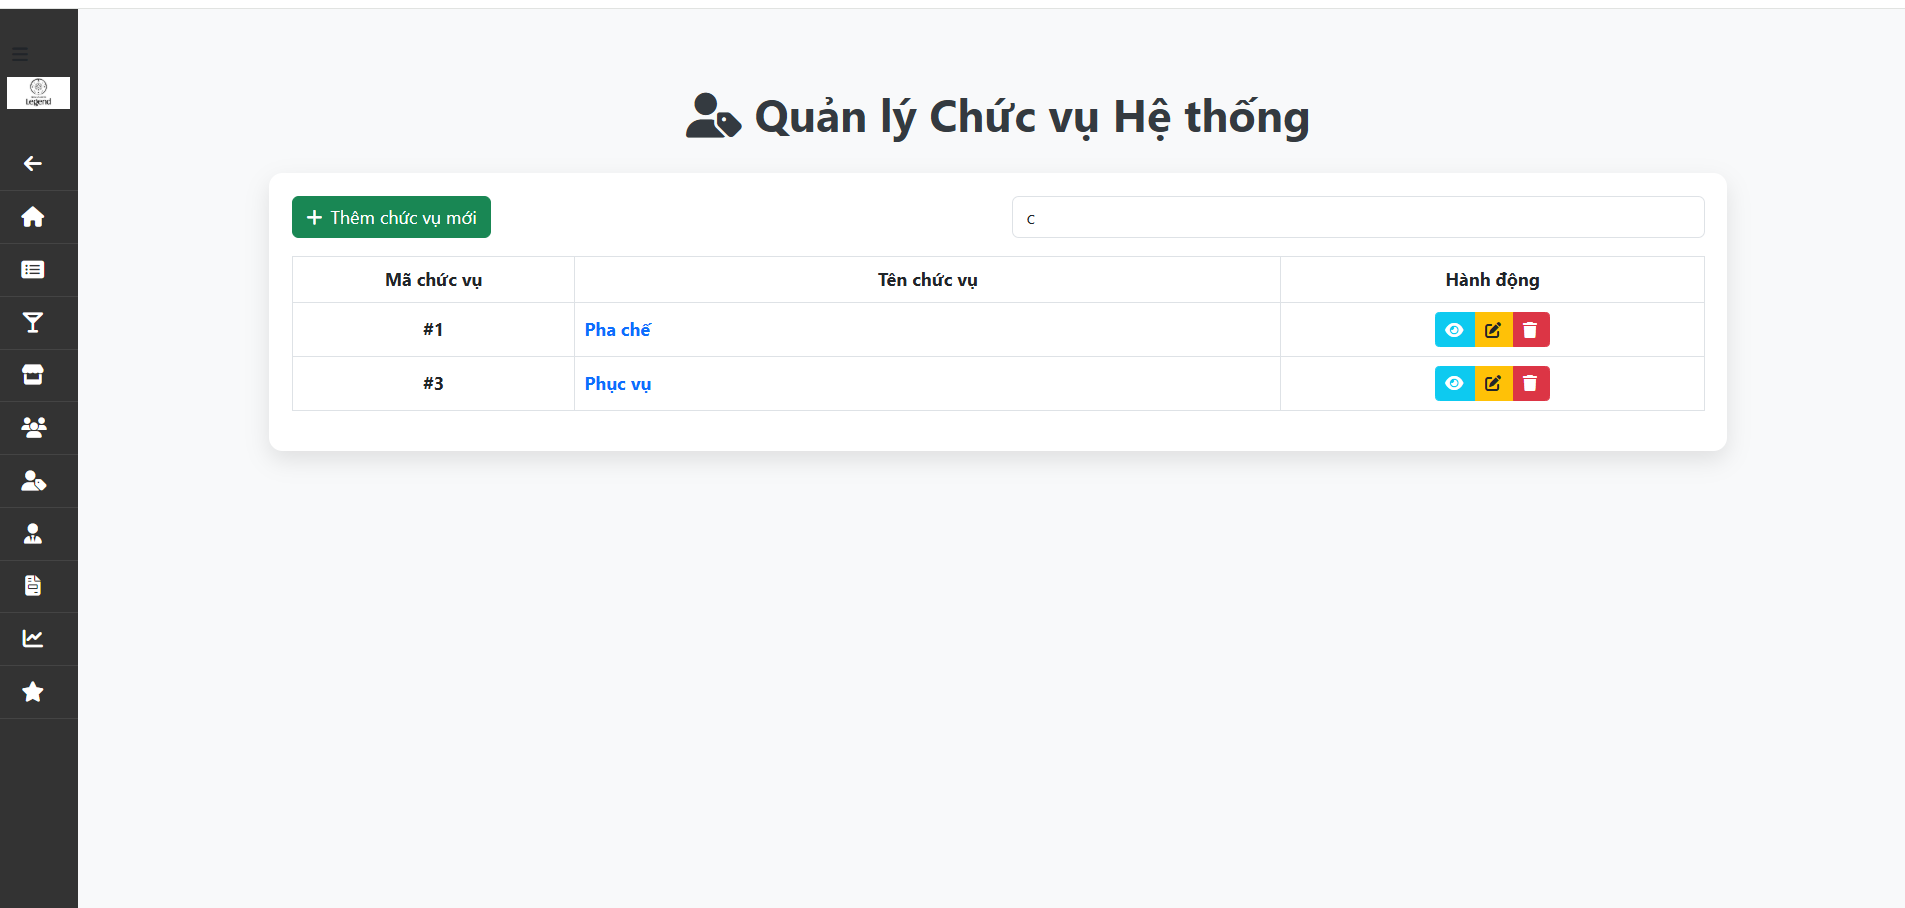 Legend
Quản lý Chức vụ Hệ thống
Thêm chức vụ mới
c
Mã chức vụ Tên chức vụ Hành động
#1 Pha chế
#3 Phục vụ